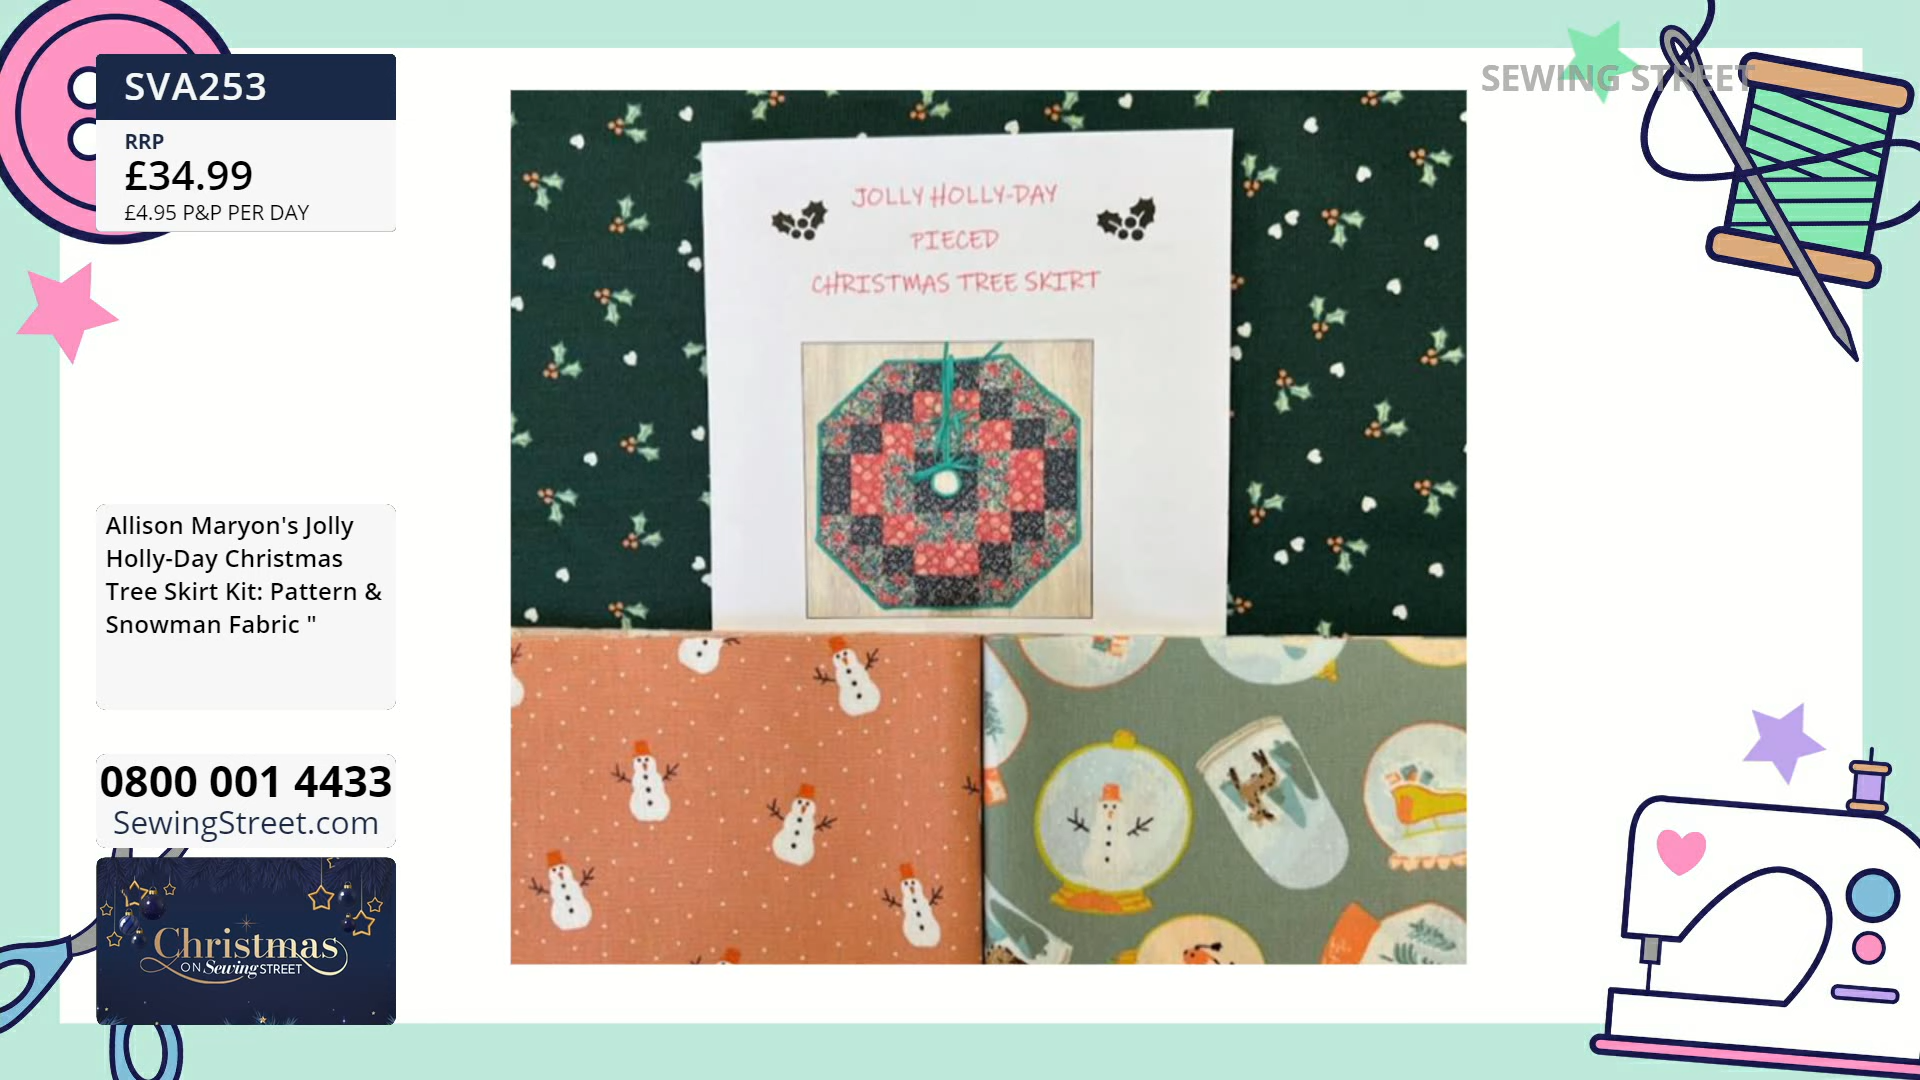 SVA253
RRP
£34.99
£4.95 P&P PER DAY
SEWING STREET
JOLLY HOLLY-DAY
PIECED
CHRISTMAS TREE SKIRT
Allison Maryon's Jolly
Holly-Day Christmas
Tree Skirt Kit: Pattern &
Snowman Fabric "
0800 001 4433
SewingStreet.com
Christmas
ON Sewing STREET